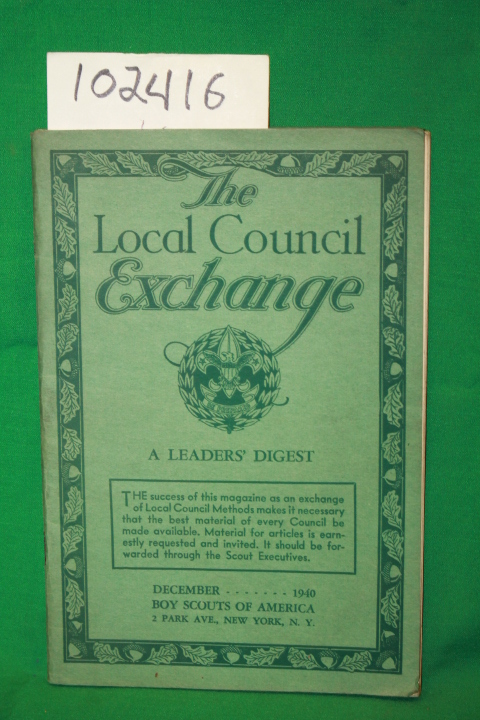 102416
The
Local Council
Exchange
A LEADERS' DIGEST
THE success of this magazine as an exchange
of Local Council Methods makes it necessary
that the best material of every Council be
made available. Material for articles is earn-
estly requested and invited. It should be for-
warded through the Scout Executives.
DECEMBER - - - - - - - 1940
BOY SCOUTS OF AMERICA
2 PARK AVE., NEW YORK, N. Y.